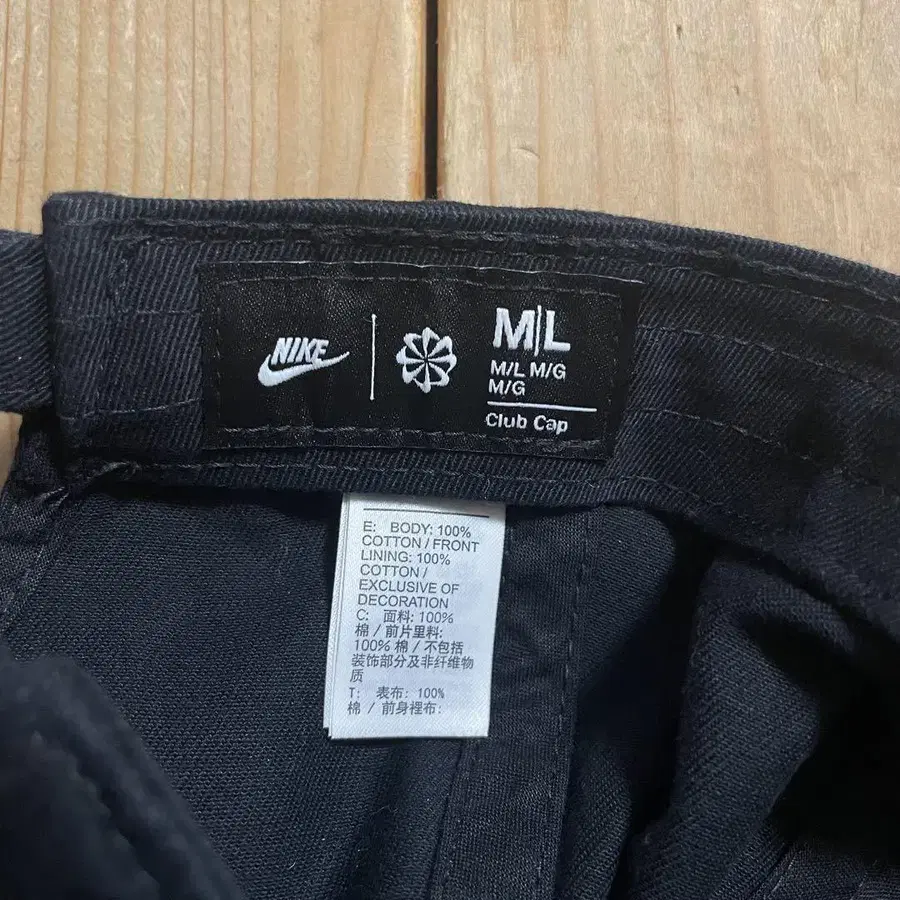 NIKE
M|L
M/L M/G
M/G
Club Cap
E: BODY: 100%
COTTON / FRONT
LINING: 100%
COTTON /
EXCLUSIVE OF
DECORATION
C: 面料: 100%
棉 / 前片里料:
100% 棉 / 不包括
装饰部分及非纤维物
质
T: 表布: 100%
棉 / 前身裡布: